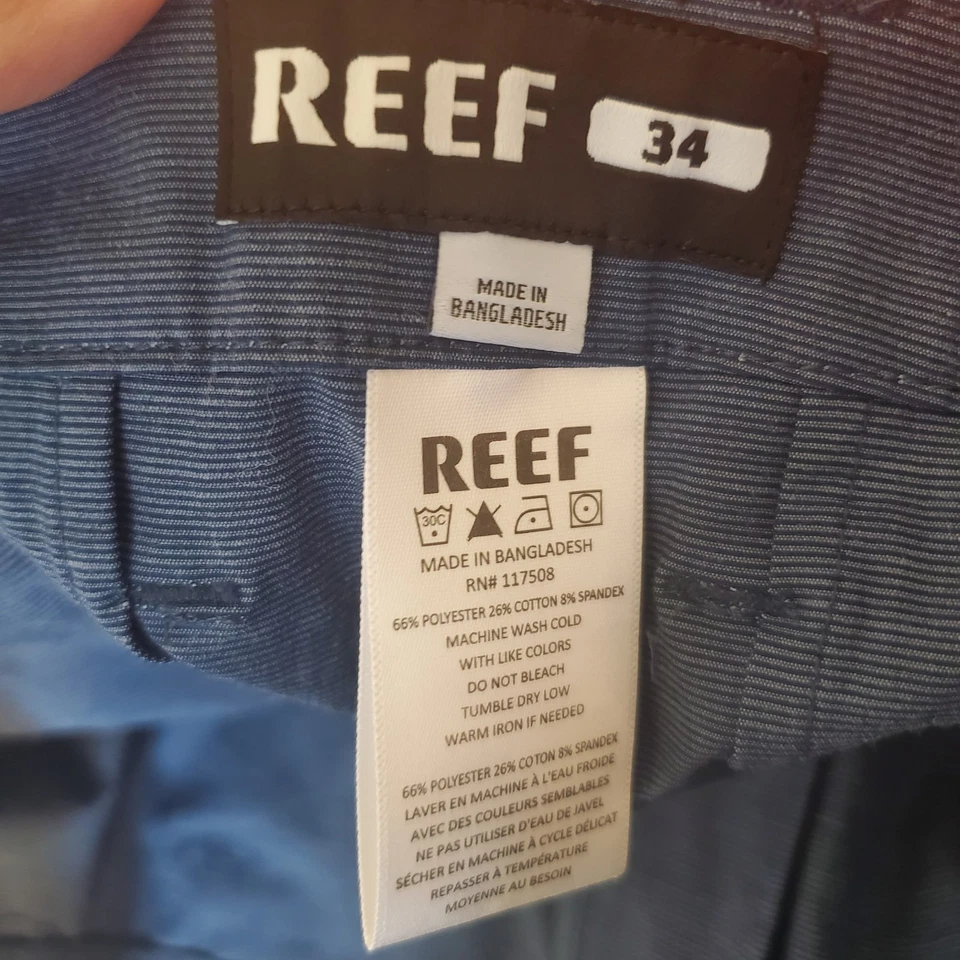 REEF 34
MADE IN
BANGLADESH
REEF
30C
MADE IN BANGLADESH
RN# 117508
66% POLYESTER 26% COTTON 8% SPANDEX
MACHINE WASH COLD
WITH LIKE COLORS
DO NOT BLEACH
TUMBLE DRY LOW
WARM IRON IF NEEDED
66% POLYESTER 26% COTON 8% SPANDEX
LAVER EN MACHINE À L'EAU FROIDE
AVEC DES COULEURS SEMBLABLES
NE PAS UTILISER D'EAU DE JAVEL
SÉCHER EN MACHINE À CYCLE DÉLICAT
REPASSER À TEMPÉRATURE
MOYENNE AU BESOIN